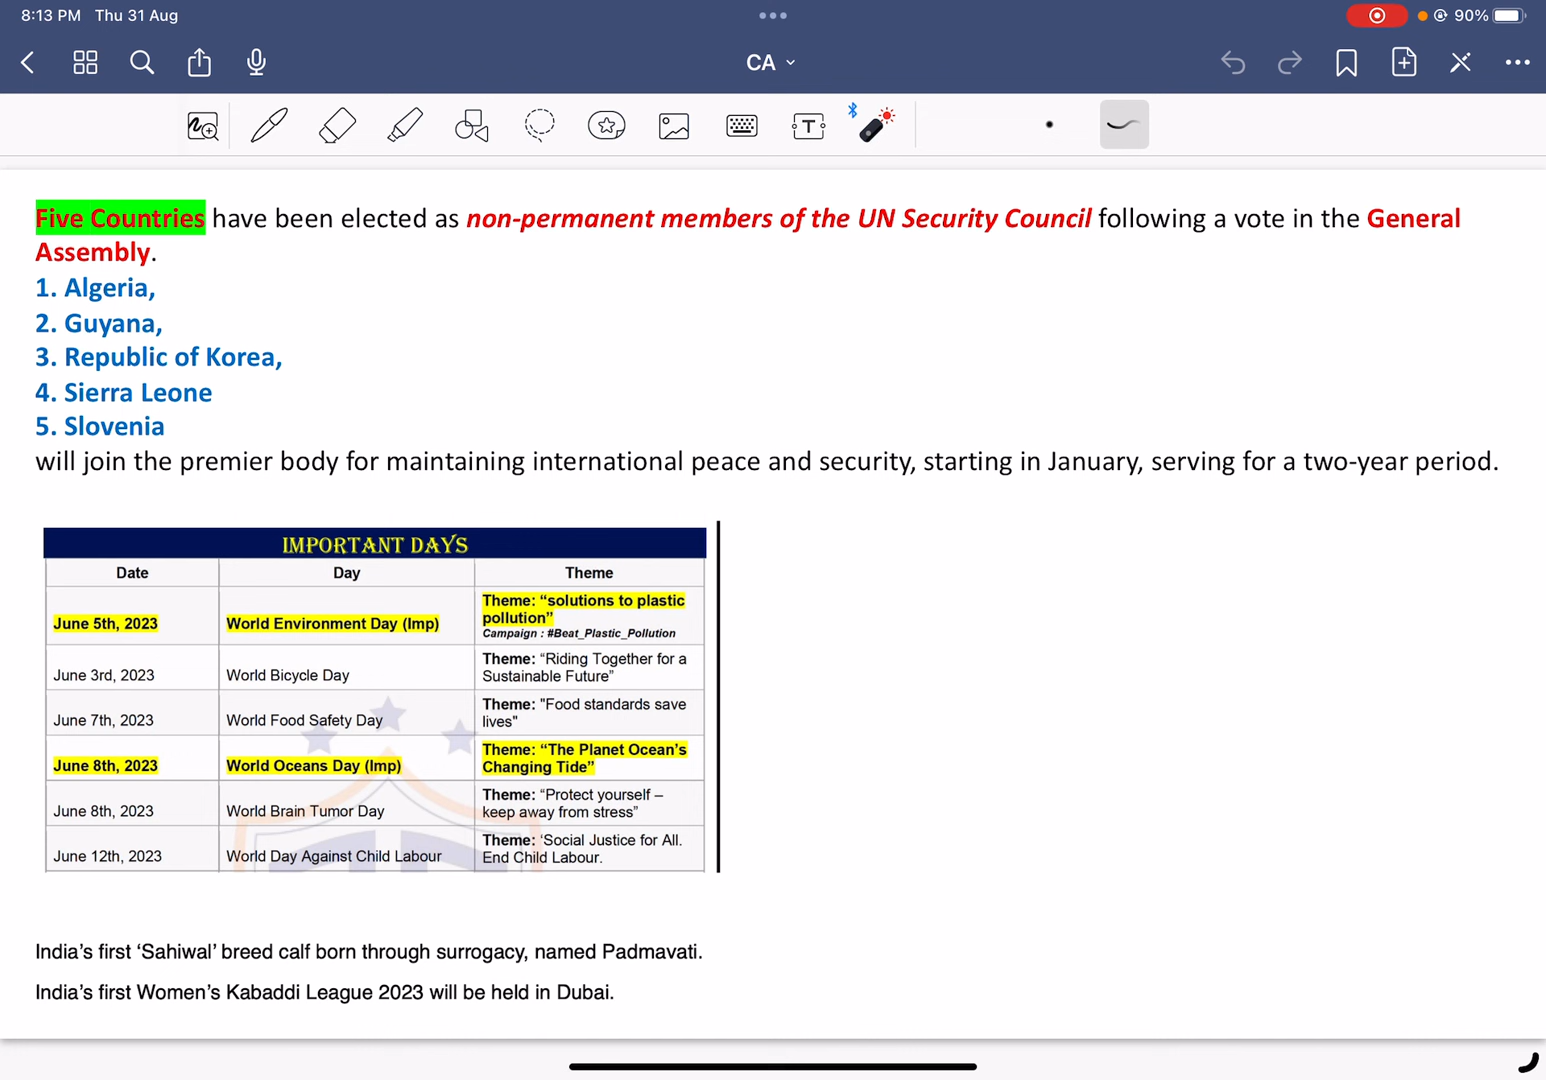 8:13 PM Thu 31 Aug
90%
CA
Five Countries have been elected as non-permanent members of the UN Security Council following a vote in the General
Assembly.
1. Algeria,
2. Guyana,
3. Republic of Korea,
4. Sierra Leone
5. Slovenia
will join the premier body for maintaining international peace and security, starting in January, serving for a two-year period.
IMPORTANT DAYS
Date Day Theme
June 5th, 2023 World Environment Day (Imp) Theme: “solutions to plastic
pollution”
Campaign : #Beat_Plastic_Pollution
June 3rd, 2023 World Bicycle Day Theme: “Riding Together for a
Sustainable Future”
June 7th, 2023 World Food Safety Day Theme: "Food standards save
lives"
June 8th, 2023 World Oceans Day (Imp) Theme: “The Planet Ocean’s
Changing Tide”
June 8th, 2023 World Brain Tumor Day Theme: “Protect yourself –
keep away from stress”
June 12th, 2023 World Day Against Child Labour Theme: ‘Social Justice for All.
End Child Labour.
India’s first ‘Sahiwal’ breed calf born through surrogacy, named Padmavati.
India’s first Women’s Kabaddi League 2023 will be held in Dubai.